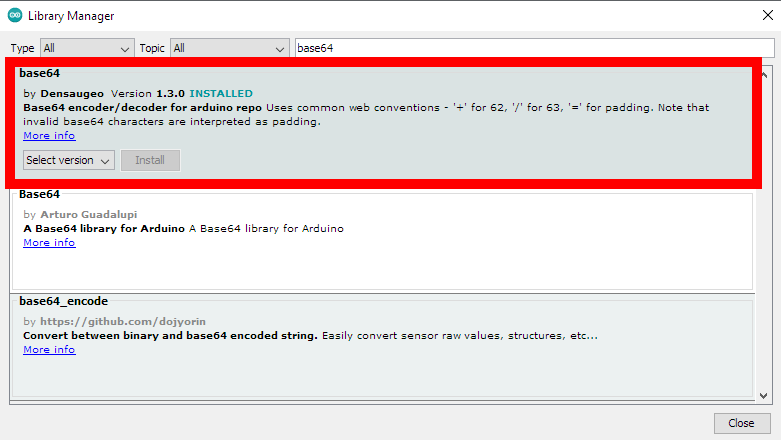 Library Manager
Type All Topic All base64
base64
by Densaugeo Version 1.3.0 INSTALLED
Base64 encoder/decoder for arduino repo Uses common web conventions - '+' for 62, '/' for 63, '=' for padding. Note that
invalid base64 characters are interpreted as padding.
More info
Select version Install
Base64
by Arturo Guadalupi
A Base64 library for Arduino A Base64 library for Arduino
More info
base64_encode
by https://github.com/dojyorin
Convert between binary and base64 encoded string. Easily convert sensor raw values, structures, etc...
More info
Close